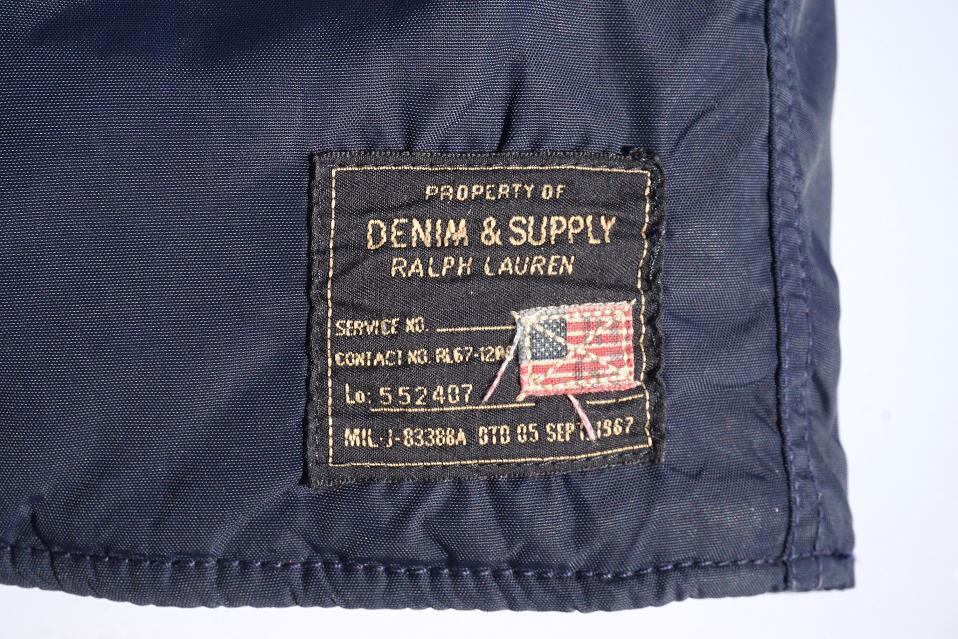 PROPERTY OF
DENIM & SUPPLY
RALPH LAUREN
SERVICE NO.
CONTACT NO. RL67-12
Lo: 552407
MIL-J-83388A DTD 05 SEPT. 1967